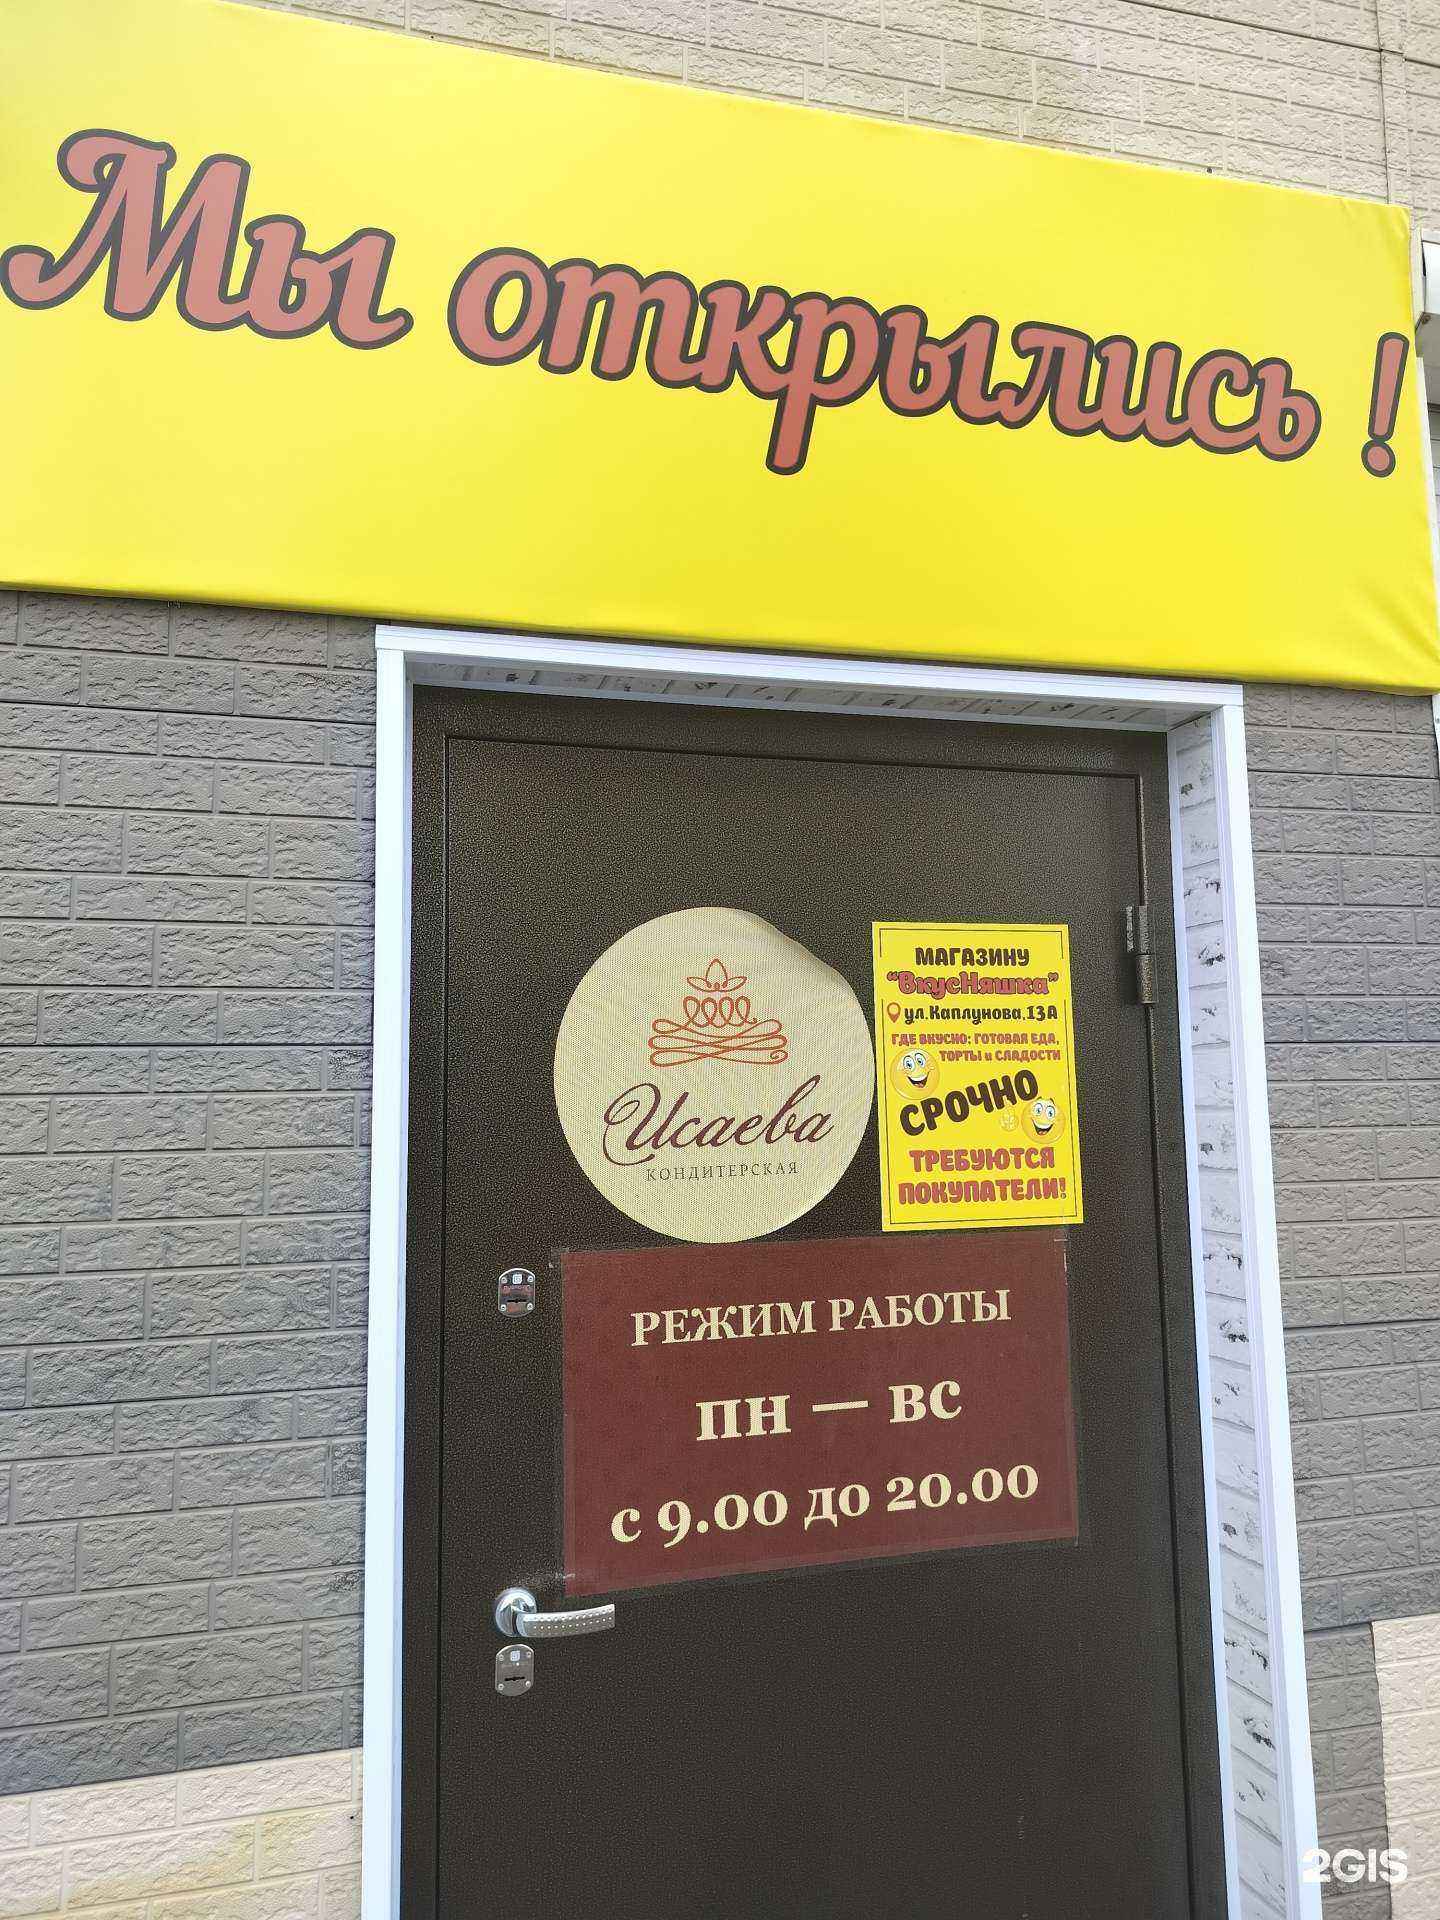 Мы открылись !
Исаева
КОНДИТЕРСКАЯ
МАГАЗИНУ
"ВкусНяшка"
ул.Каплунова,13А
ГДЕ ВКУСНО: ГОТОВАЯ ЕДА,
ТОРТЫ и СЛАДОСТИ
СРОЧНО
ТРЕБУЮТСЯ
ПОКУПАТЕЛИ!
РЕЖИМ РАБОТЫ
ПН — ВС
с 9.00 до 20.00
2GIS